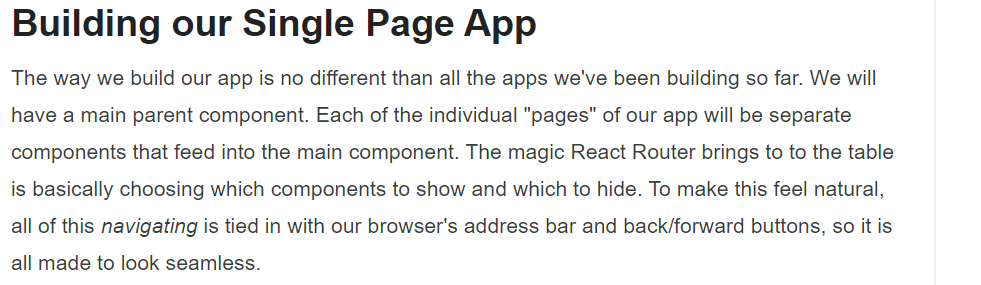 Building our Single Page App
The way we build our app is no different than all the apps we've been building so far. We will
have a main parent component. Each of the individual "pages" of our app will be separate
components that feed into the main component. The magic React Router brings to to the table
is basically choosing which components to show and which to hide. To make this feel natural,
all of this navigating is tied in with our browser's address bar and back/forward buttons, so it is
all made to look seamless.